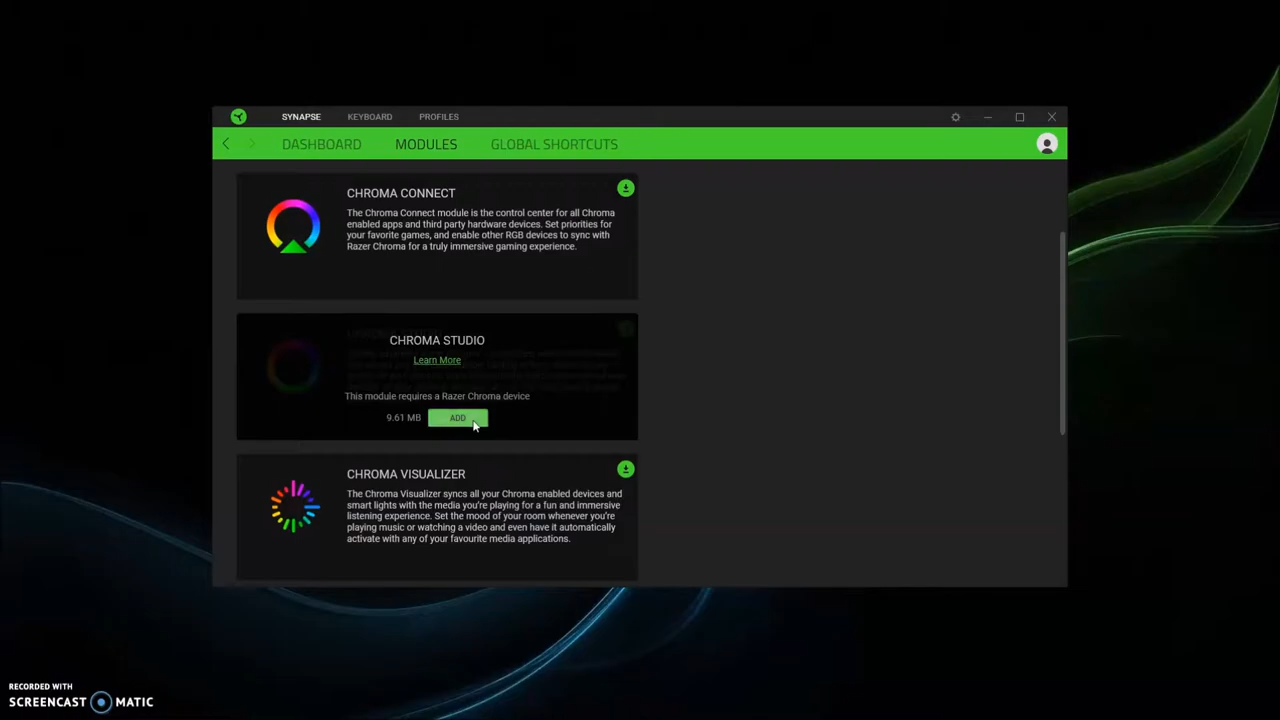 SYNAPSE KEYBOARD PROFILES
DASHBOARD MODULES GLOBAL SHORTCUTS
CHROMA CONNECT
The Chroma Connect module is the control center for all Chroma
enabled apps and third party hardware devices. Set priorities for
your favorite games, and enable other RGB devices to sync with
Razer Chroma for a truly immersive gaming experience.
CHROMA STUDIO
Learn More
This module requires a Razer Chroma device
9.61 MB ADD
CHROMA VISUALIZER
The Chroma Visualizer syncs all your Chroma enabled devices and
smart lights with the media you're playing for a fun and immersive
listening experience. Set the mood of your room whenever you're
playing music or watching a video and even have it automatically
activate with any of your favourite media applications.
RECORDED WITH
SCREENCAST MATIC